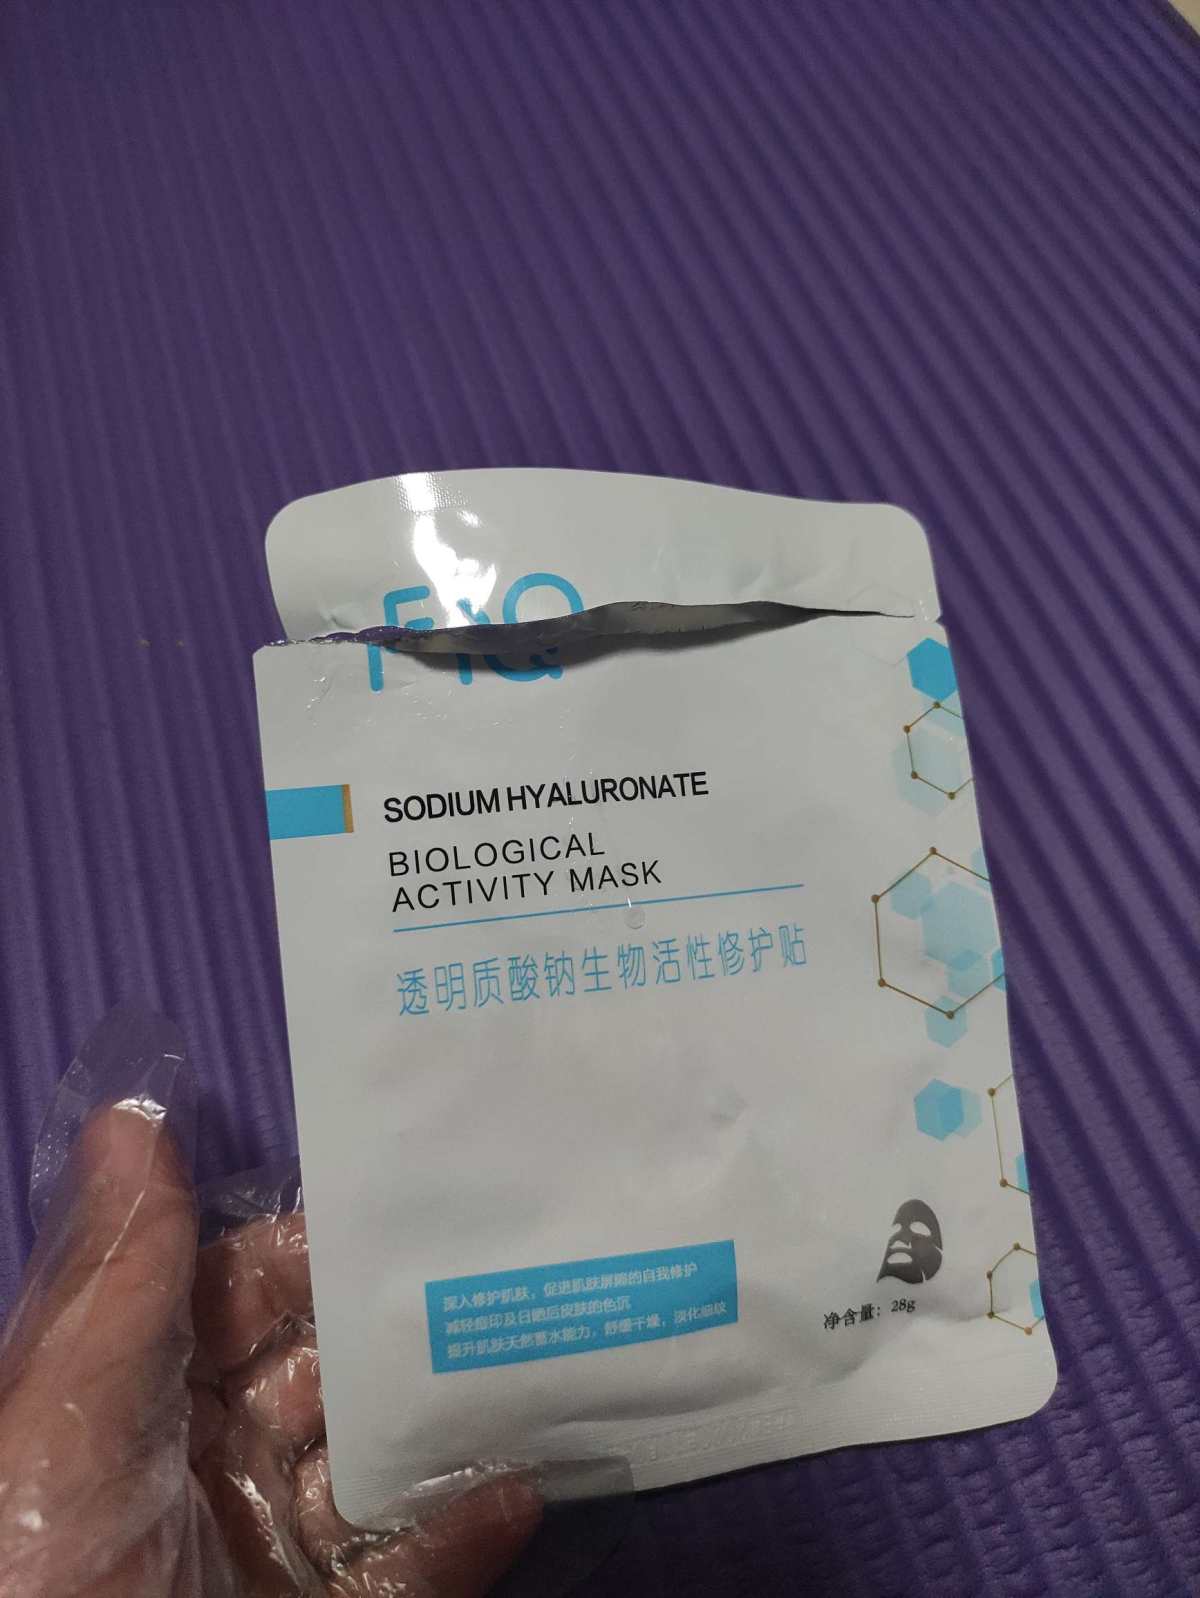 FIQ
SODIUM HYALURONATE
BIOLOGICAL
ACTIVITY MASK
透明质酸钠生物活性修护贴
深入修护肌肤，促进肌肤屏障的自我修护
减轻痘印及日晒后皮肤的色沉
提升肌肤天然蓄水能力，舒缓干燥，淡化细纹
净含量：28g